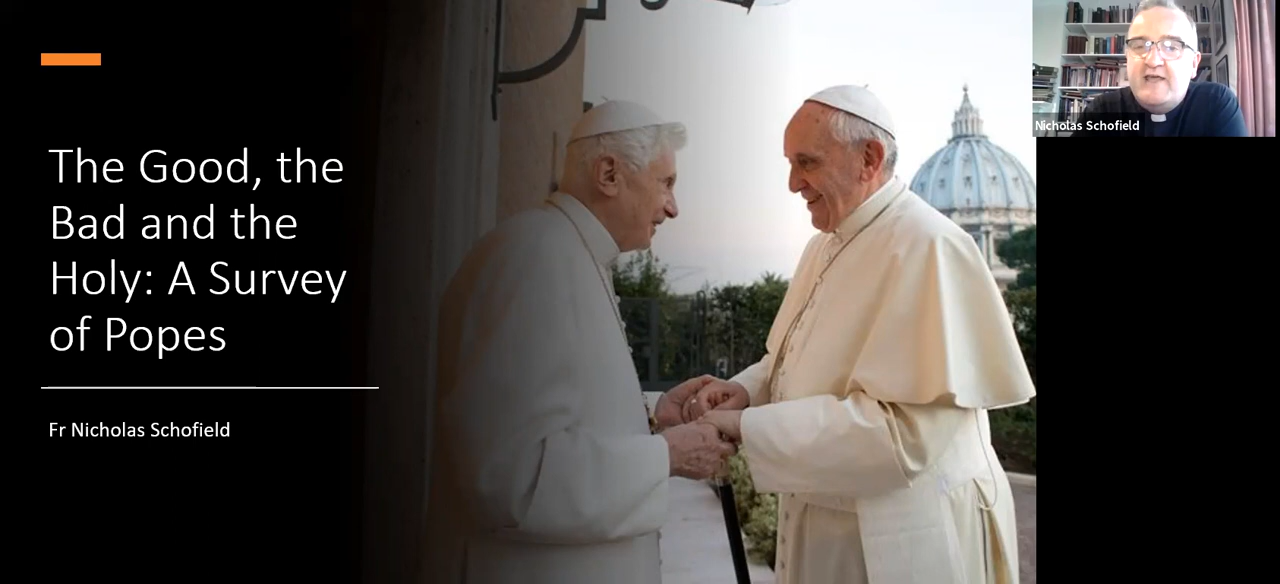 The Good, the
Bad and the
Holy: A Survey
of Popes
Fr Nicholas Schofield
Nicholas Schofield